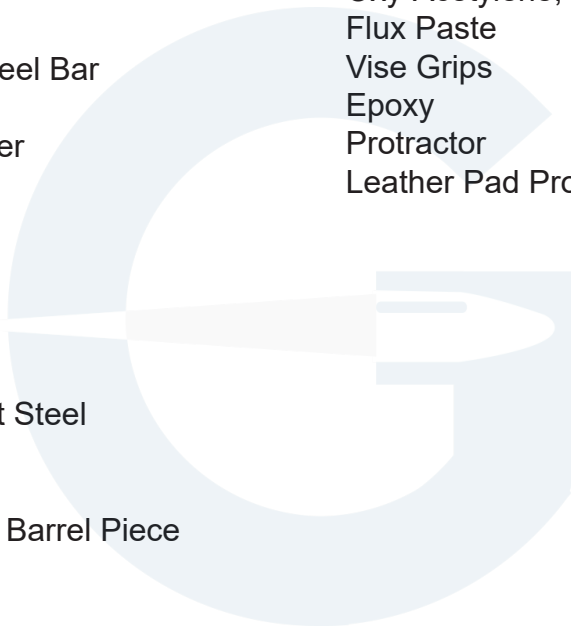 eel Bar
er
t Steel
Barrel Piece
Flux Paste
Vise Grips
Epoxy
Protractor
Leather Pad Pro